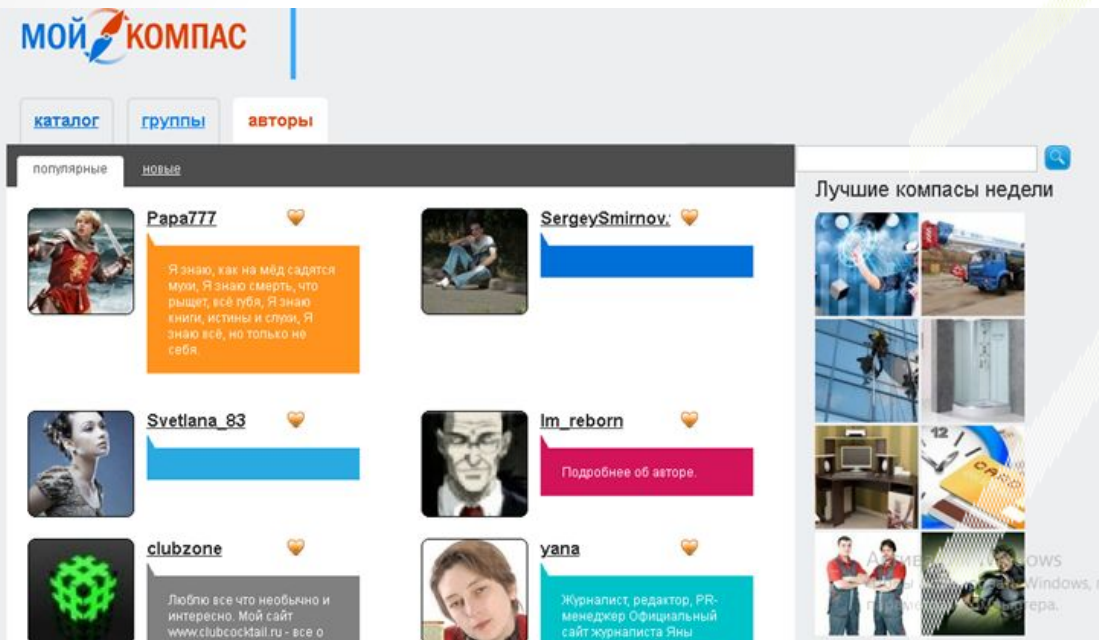 МОЙ КОМПАС
каталог
группы
авторы
популярные
новые
Лучшие компасы недели
Papa777
Я знаю, как на мёд садятся
мухи, Я знаю смерть, что
рыщет, всё губя, Я знаю
книги, истины и слухи, Я
знаю всё, но только не
себя.
SergeySmirnov.
Svetlana_83
Im_reborn
Подробнее об авторе.
clubzone
Люблю все что необычно и
интересно. Мой сайт
www.clubcocktail.ru - все о
yana
Журналист, редактор, PR-
менеджер Официальный
сайт журналиста Яны
12
CARD
Windows,